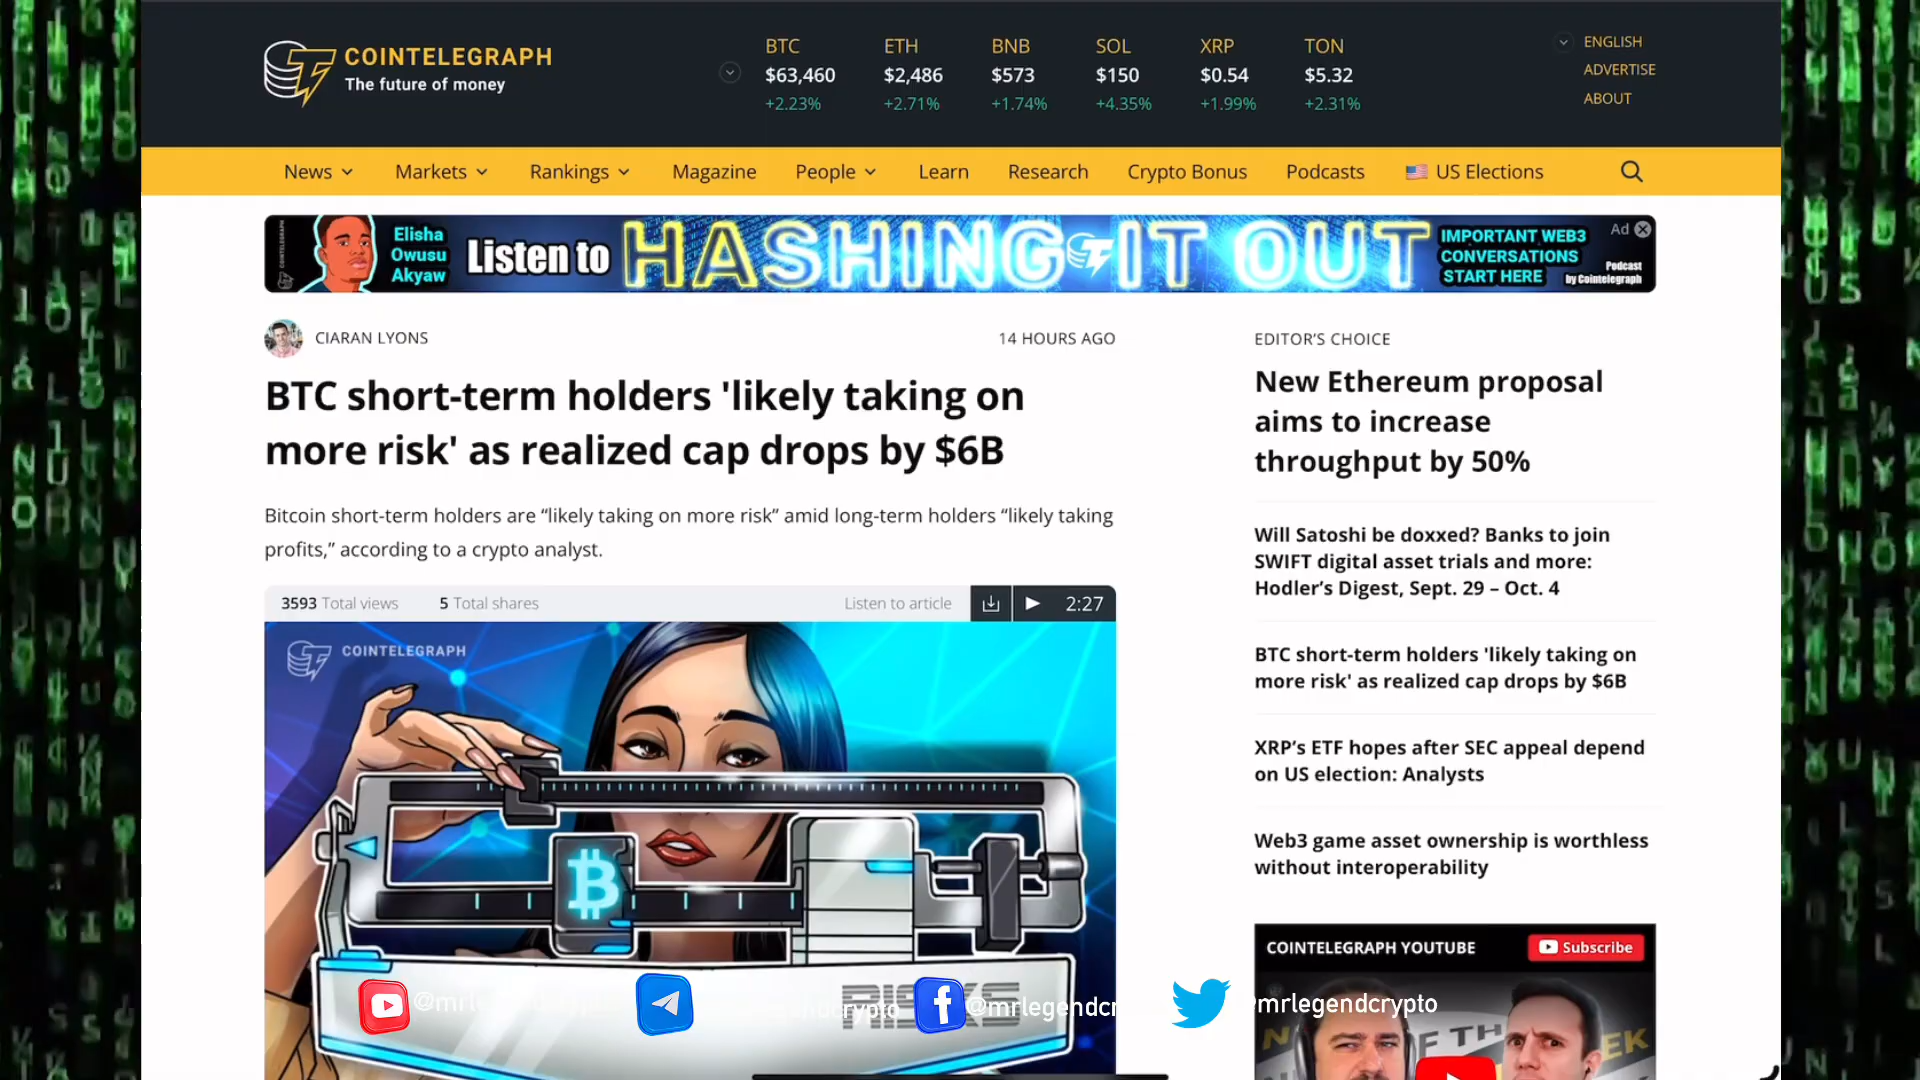 COINTELEGRAPH
The future of money
BTC
$63,460
+2.23%
ETH
$2,486
+2.71%
BNB
$573
+1.74%
SOL
$150
+4.35%
XRP
$0.54
+1.99%
TON
$5.32
+2.31%
ENGLISH
ADVERTISE
ABOUT
News
Markets
Rankings
Magazine
People
Learn
Research
Crypto Bonus
Podcasts
US Elections
Elisha
Owusu
Akyaw
Listen to HASHING IT OUT
IMPORTANT WEB3
CONVERSATIONS
START HERE
Podcast
by Cointelegraph
Ad
CIARAN LYONS
14 HOURS AGO
BTC short-term holders 'likely taking on
more risk' as realized cap drops by $6B
Bitcoin short-term holders are “likely taking on more risk” amid long-term holders “likely taking
profits,” according to a crypto analyst.
3593 Total views
5 Total shares
Listen to article
2:27
COINTELEGRAPH
RISKS
EDITOR’S CHOICE
New Ethereum proposal
aims to increase
throughput by 50%
Will Satoshi be doxxed? Banks to join
SWIFT digital asset trials and more:
Hodler’s Digest, Sept. 29 – Oct. 4
BTC short-term holders 'likely taking on
more risk' as realized cap drops by $6B
XRP’s ETF hopes after SEC appeal depend
on US election: Analysts
Web3 game asset ownership is worthless
without interoperability
COINTELEGRAPH YOUTUBE
Subscribe
@mrlegendcrypto